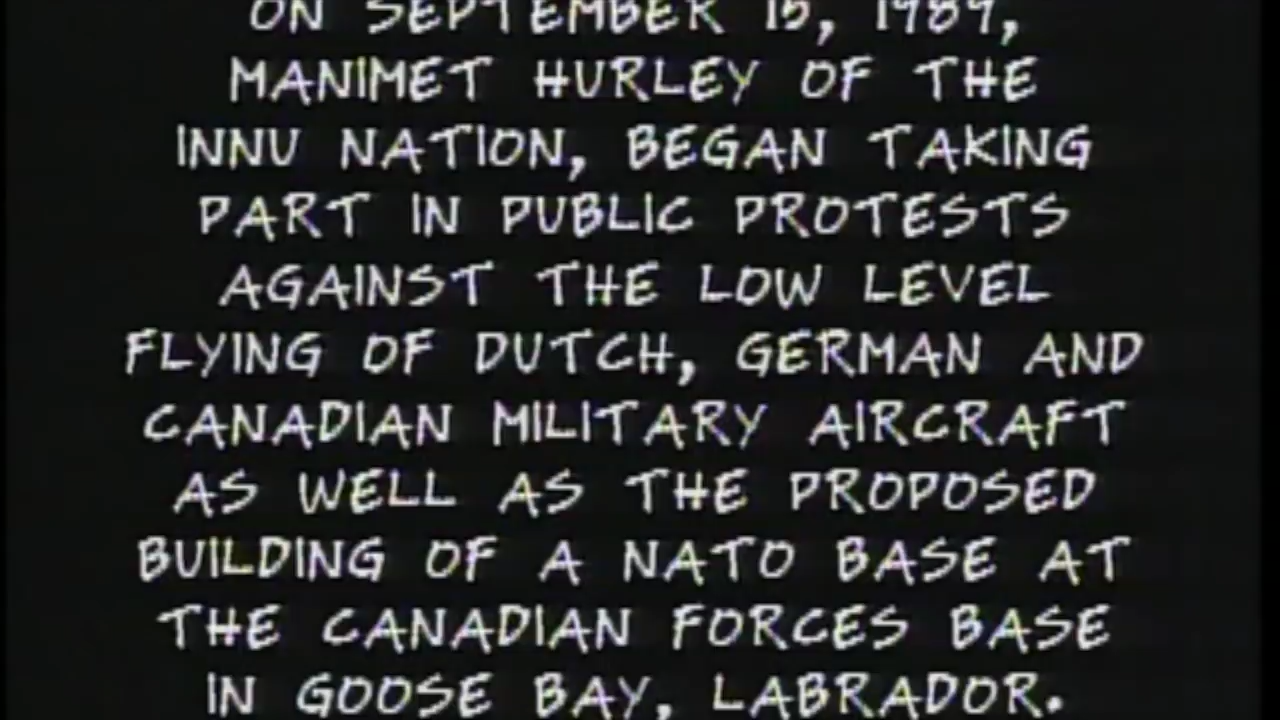 ON SEPTEMBER 15, 1989,
MANIMET HURLEY OF THE
INNU NATION, BEGAN TAKING
PART IN PUBLIC PROTESTS
AGAINST THE LOW LEVEL
FLYING OF DUTCH, GERMAN AND
CANADIAN MILITARY AIRCRAFT
AS WELL AS THE PROPOSED
BUILDING OF A NATO BASE AT
THE CANADIAN FORCES BASE
IN GOOSE BAY, LABRADOR.